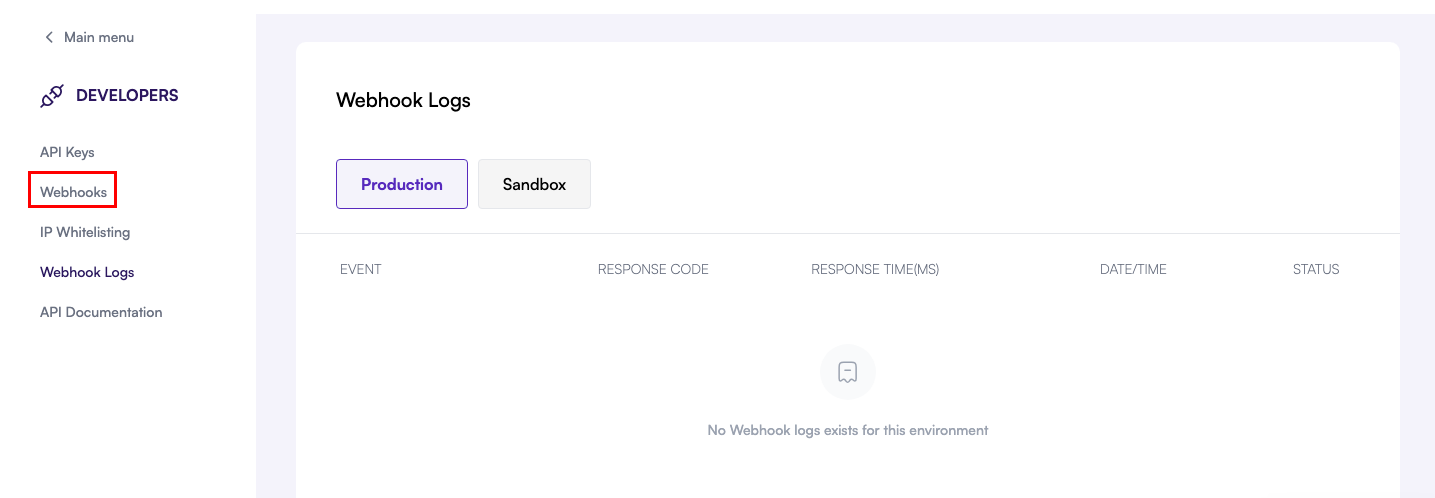 Main menu
DEVELOPERS
API Keys
Webhooks
IP Whitelisting
Webhook Logs
API Documentation
Webhook Logs
Production Sandbox
EVENT RESPONSE CODE RESPONSE TIME(MS) DATE/TIME STATUS
No Webhook logs exists for this environment